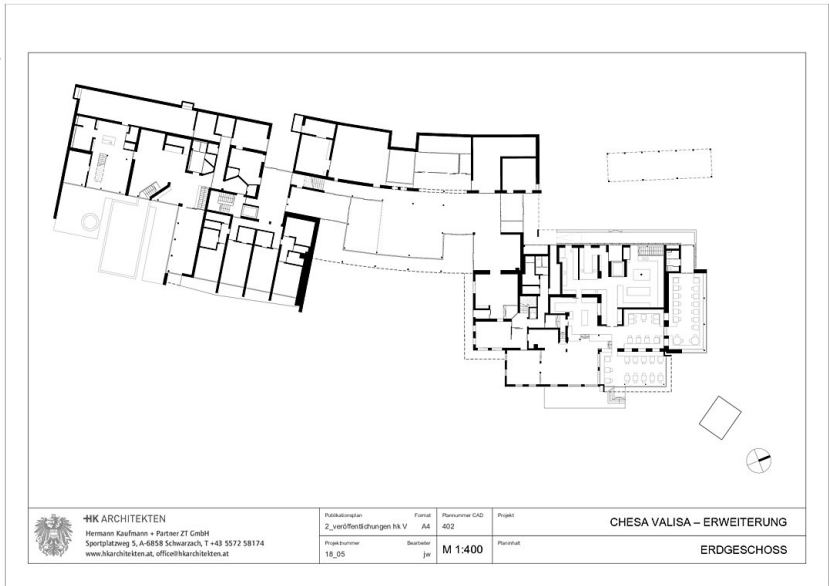 HK ARCHITEKTEN
Hermann Kaufmann + Partner ZT GmbH
Sportplatzweg 5, A-6858 Schwarzach, T +43 5572 58174
www.hkarchitekten.at, office@hkarchitekten.at
Publikationsplan Format
2_veröffentlichungen hk V A4
Projektnummer Bearbeiter
18_05 jw
Plannummer CAD
402
M 1:400
Projekt
CHESA VALISA – ERWEITERUNG
Planinhalt
ERDGESCHOSS